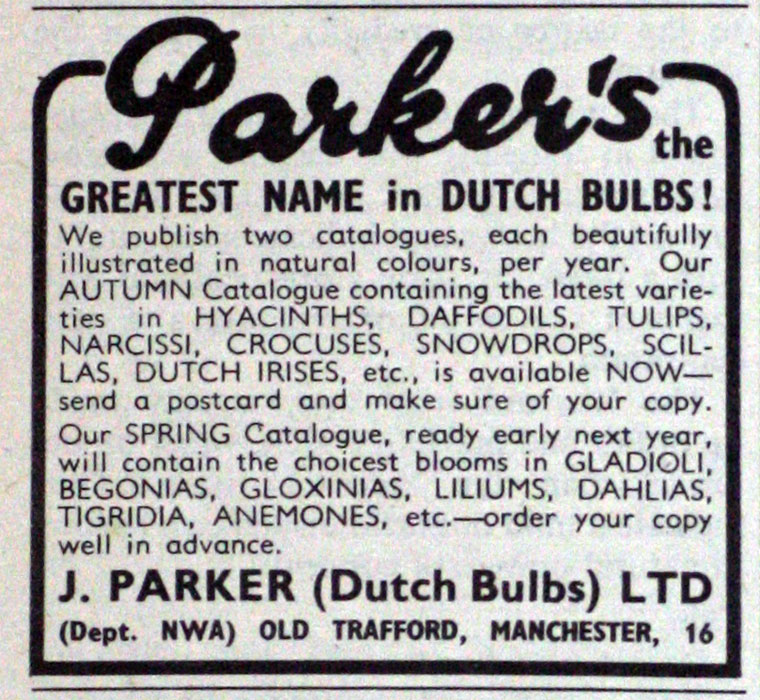 Parker's the
GREATEST NAME in DUTCH BULBS!
We publish two catalogues, each beautifully
illustrated in natural colours, per year. Our
AUTUMN Catalogue containing the latest varie-
ties in HYACINTHS, DAFFODILS, TULIPS,
NARCISSI, CROCUSES, SNOWDROPS, SCIL-
LAS, DUTCH IRISES, etc., is available NOW—
send a postcard and make sure of your copy.
Our SPRING Catalogue, ready early next year,
will contain the choicest blooms in GLADIOLI,
BEGONIAS, GLOXINIAS, LILIUMS, DAHLIAS,
TIGRIDIA, ANEMONES, etc.—order your copy
well in advance.
J. PARKER (Dutch Bulbs) LTD
(Dept. NWA) OLD TRAFFORD, MANCHESTER, 16